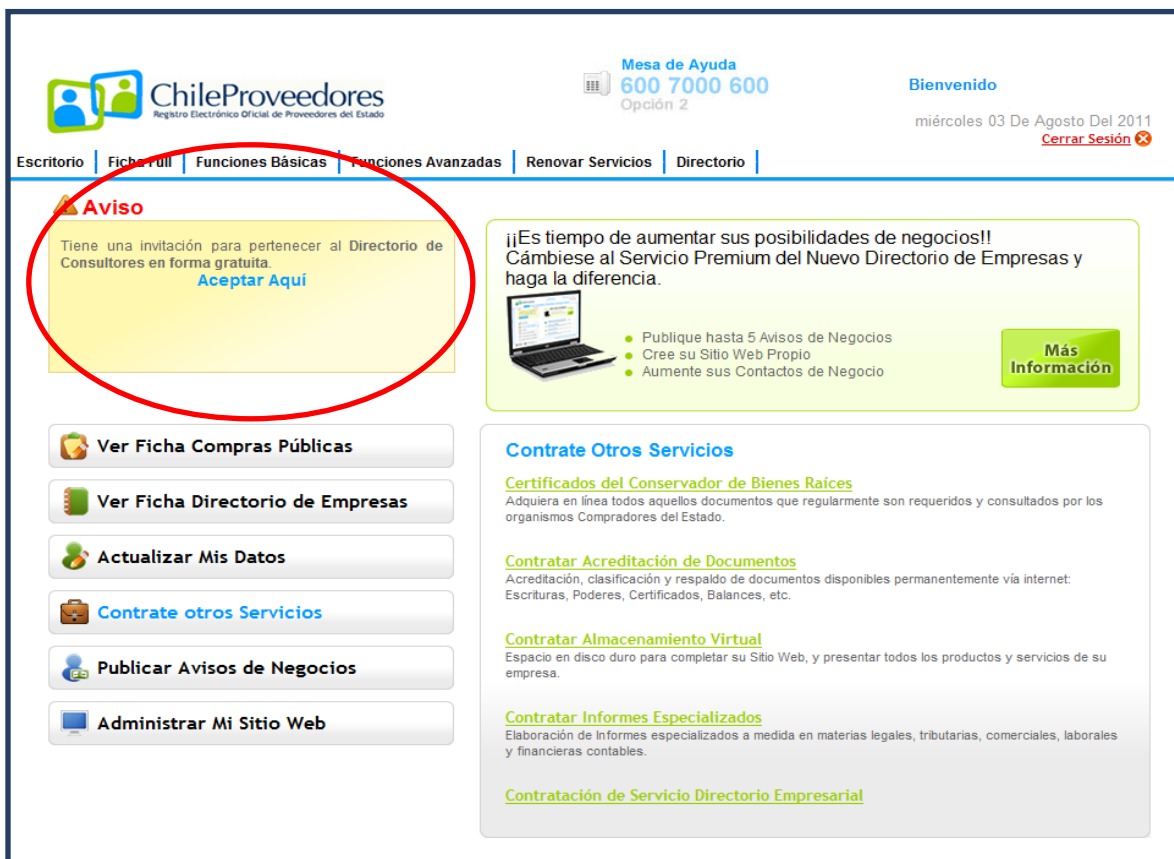 ChileProveedores
Registro Electrónico Oficial de Proveedores del Estado
Mesa de Ayuda
600 7000 600
Opción 2
Bienvenido
miércoles 03 De Agosto Del 2011
Cerrar Sesión
Escritorio Ficha Full Funciones Básicas Funciones Avanzadas Renovar Servicios Directorio
Aviso
Tiene una invitación para pertenecer al Directorio de
Consultores en forma gratuita.
Aceptar Aquí
¡¡Es tiempo de aumentar sus posibilidades de negocios!!
Cámbiese al Servicio Premium del Nuevo Directorio de Empresas y
haga la diferencia.
Publique hasta 5 Avisos de Negocios
Cree su Sitio Web Propio
Aumente sus Contactos de Negocio
Más
Información
Ver Ficha Compras Públicas
Ver Ficha Directorio de Empresas
Actualizar Mis Datos
Contrate otros Servicios
Publicar Avisos de Negocios
Administrar Mi Sitio Web
Contrate Otros Servicios
Certificados del Conservador de Bienes Raíces
Adquiera en línea todos aquellos documentos que regularmente son requeridos y consultados por los
organismos Compradores del Estado.
Contratar Acreditación de Documentos
Acreditación, clasificación y respaldo de documentos disponibles permanentemente vía internet:
Escrituras, Poderes, Certificados, Balances, etc.
Contratar Almacenamiento Virtual
Espacio en disco duro para completar su Sitio Web, y presentar todos los productos y servicios de su
empresa.
Contratar Informes Especializados
Elaboración de Informes especializados a medida en materias legales, tributarias, comerciales, laborales
y financieras contables.
Contratación de Servicio Directorio Empresarial